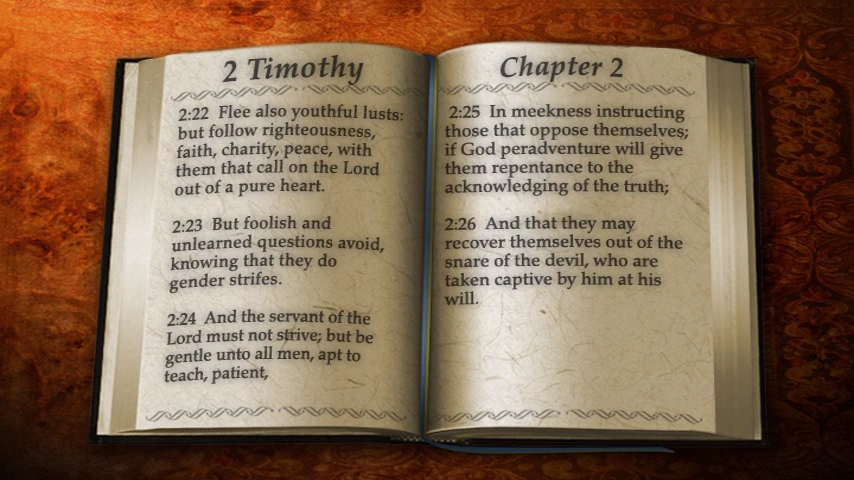 2 Timothy
2:22 Flee also youthful lusts:
but follow righteousness,
faith, charity, peace, with
them that call on the Lord
out of a pure heart.
2:23 But foolish and
unlearned questions avoid,
knowing that they do
gender strifes.
2:24 And the servant of the
Lord must not strive; but be
gentle unto all men, apt to
teach, patient,
Chapter 2
2:25 In meekness instructing
those that oppose themselves;
if God peradventure will give
them repentance to the
acknowledging of the truth;
2:26 And that they may
recover themselves out of the
snare of the devil, who are
taken captive by him at his
will.